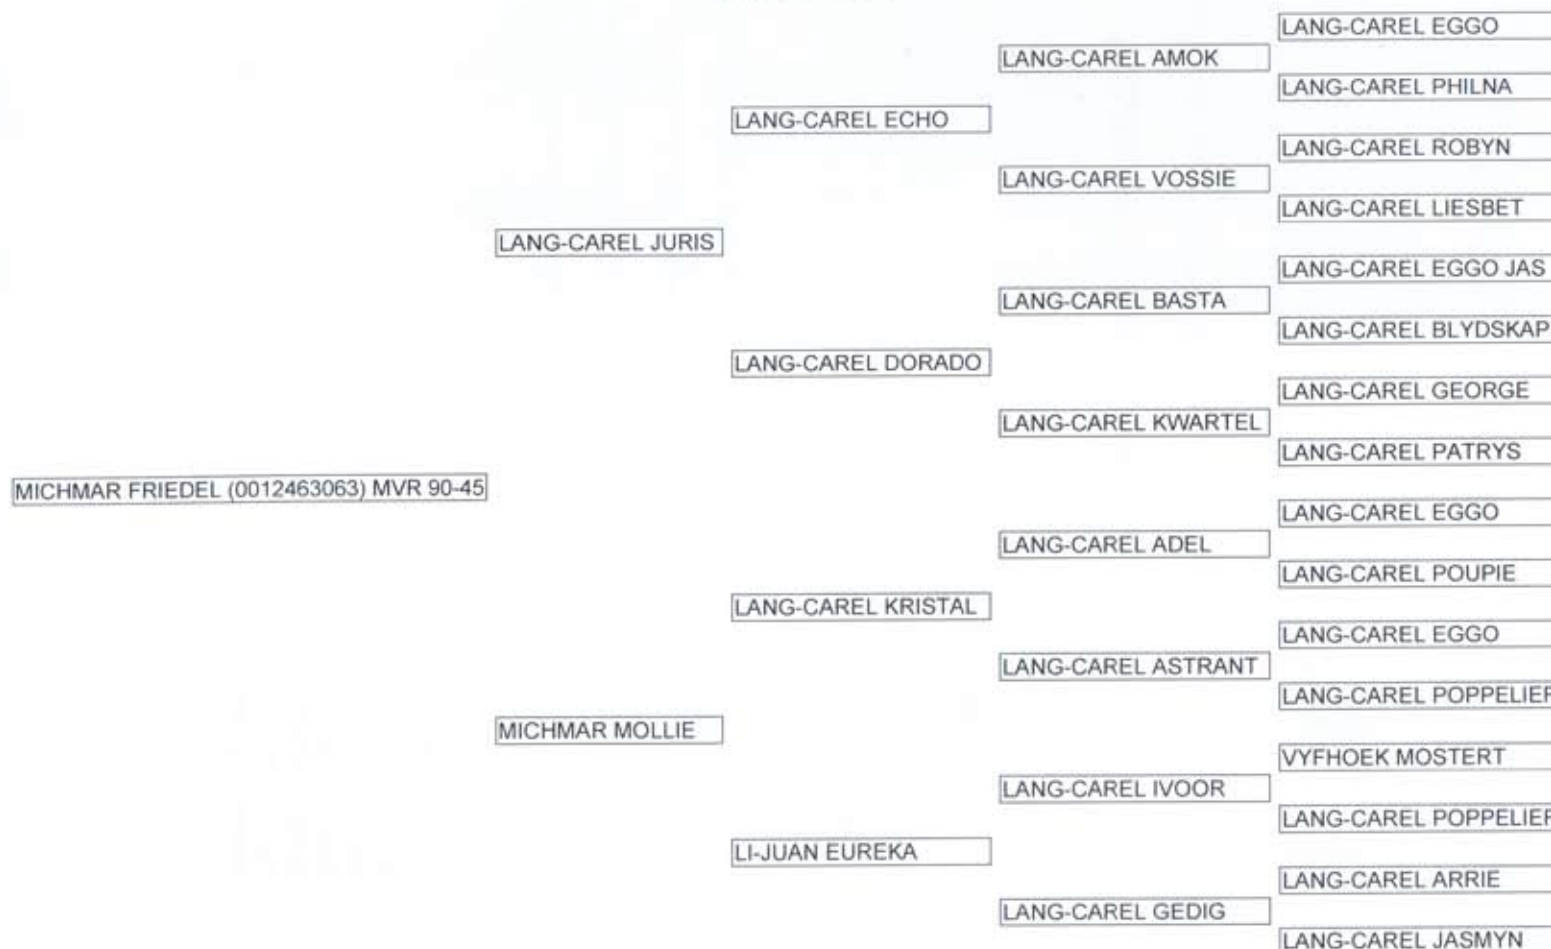 LANG-CAREL EGGO
LANG-CAREL AMOK
LANG-CAREL PHILNA
LANG-CAREL ECHO
LANG-CAREL ROBYN
LANG-CAREL VOSSIE
LANG-CAREL LIESBET
LANG-CAREL JURIS
LANG-CAREL EGGO JAS
LANG-CAREL BASTA
LANG-CAREL BLYDSKAP
LANG-CAREL DORADO
LANG-CAREL GEORGE
LANG-CAREL KWARTEL
LANG-CAREL PATRYS
MICHMAR FRIEDEL (0012463063) MVR 90-45
LANG-CAREL EGGO
LANG-CAREL ADEL
LANG-CAREL POUPIE
LANG-CAREL KRISTAL
LANG-CAREL EGGO
LANG-CAREL ASTRANT
LANG-CAREL
MICHMAR MOLLIE
VYFHOEK MOSTERT
LANG-CAREL IVOOR
LANG-CAREL
LI-JUAN EUREKA
LANG-CAREL ARRIE
LANG-CAREL GEDIG
LANG-CAREL JASMYN